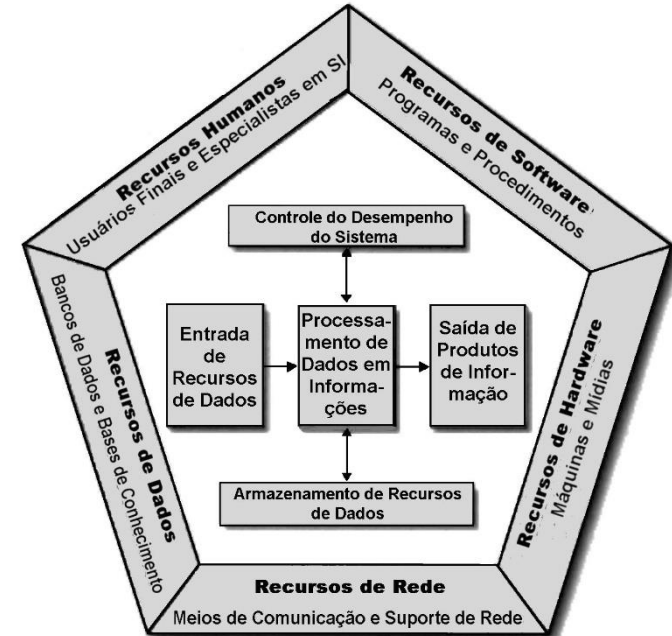 Recursos Humanos
Usuários Finais e Especialistas em SI
Recursos de Software
Programas e Procedimentos
Controle do Desempenho
do Sistema
Entrada
de
Recursos
de Dados
Processa-
mento de
Dados em
Informa-
ções
Saída de
Produtos
de Infor-
mação
Armazenamento de Recursos
de Dados
Recursos de Dados
Bancos de Dados e Bases de Conhecimento
Recursos de Hardware
Máquinas e Mídias
Recursos de Rede
Meios de Comunicação e Suporte de Rede